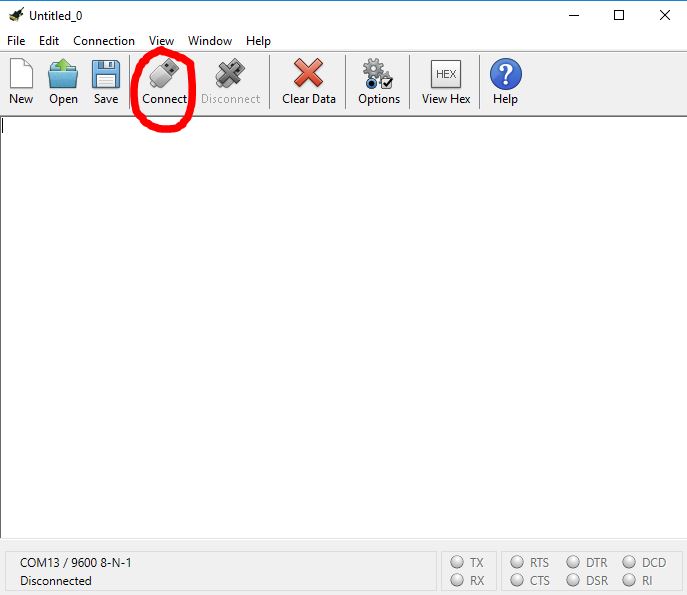 Untitled_0
File Edit Connection View Window Help
HEX
New Open Save Connect Disconnect Clear Data Options View Hex Help
COM13 / 9600 8-N-1
Disconnected
TX RTS DTR DCD
RX CTS DSR RI